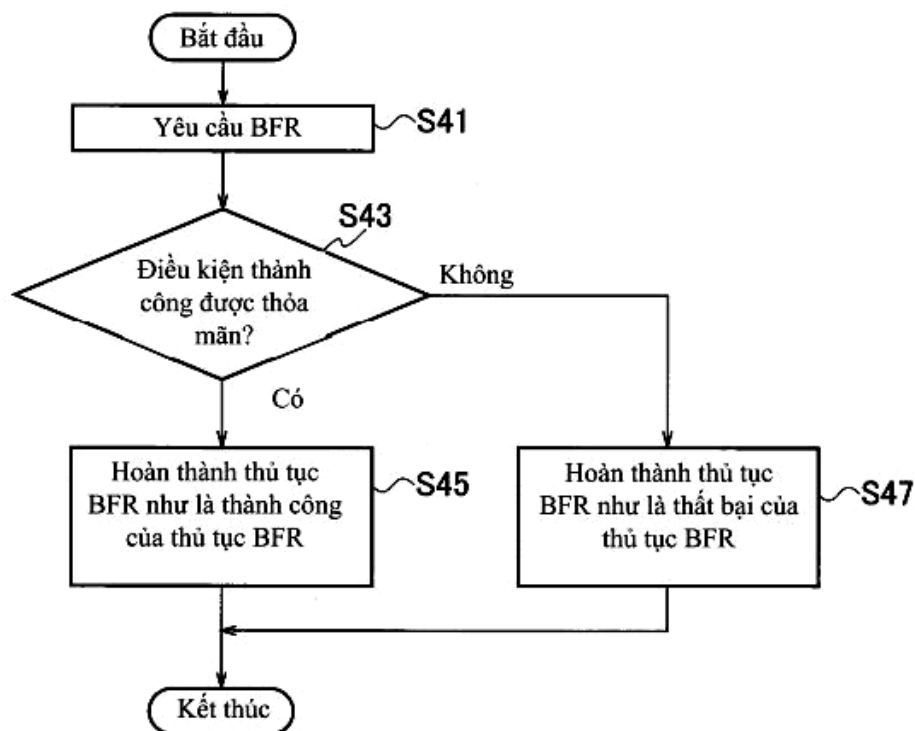 Bắt đầu
Yêu cầu BFR
S41
S43
Điều kiện thành
công được thỏa
mãn?
Không
Có
Hoàn thành thủ tục
BFR như là thành công
của thủ tục BFR
S45
Hoàn thành thủ tục
BFR như là thất bại của
thủ tục BFR
S47
Kết thúc